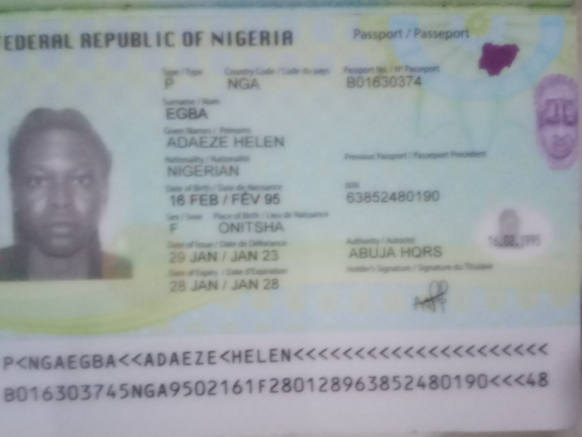 FEDERAL REPUBLIC OF NIGERIA
Passport / Passeport
Type / Type Country Code / Code du pays Passport No. / N° Passeport
P NGA B01630374
Surname / Nom
EGBA
Given Names / Prénoms
ADAEZE HELEN
Nationality / Nationalité Previous Passport / Passeport Précédent
NIGERIAN
Date of Birth / Date de Naissance
16 FEB / FÉV 95 63852480190
Sex / Sexe Place of Birth / Lieu de Naissance
F ONITSHA 16.02.1995
Date of Issue / Date de Délivrance Authority / Autorité
29 JAN / JAN 23 ABUJA HQRS
Date of Expiry / Date d'Expiration Holder's Signature / Signature du Titulaire
28 JAN / JAN 28
P<NGAEGBA<<ADAEZE<HELEN<<<<<<<<<<<<<<<<<<<<<
B016303745NGA9502161F280128963852480190<<<48